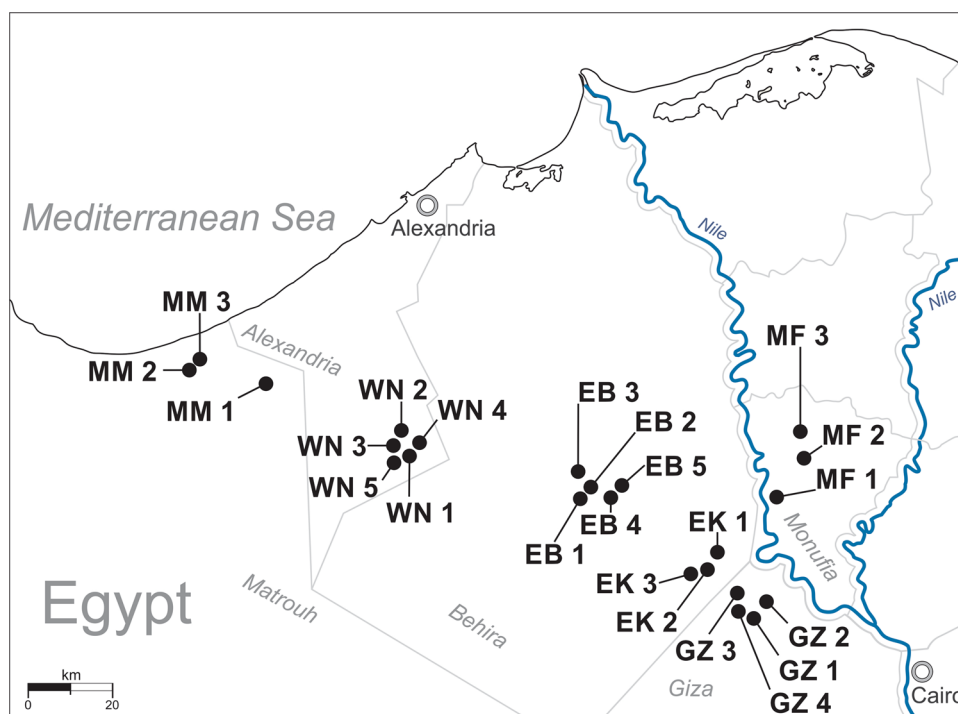 Mediterranean Sea
Alexandria
Nile
Nile
MM 3
MM 2
MM 1
Alexandria
WN 2
WN 4
WN 3
WN 5
WN 1
EB 3
EB 2
EB 5
EB 4
EB 1
MF 3
MF 2
MF 1
EK 1
EK 3
EK 2
Monufia
Egypt
Matrouh
Behira
GZ 3
GZ 2
GZ 1
GZ 4
Giza
Cairo
km
0 20